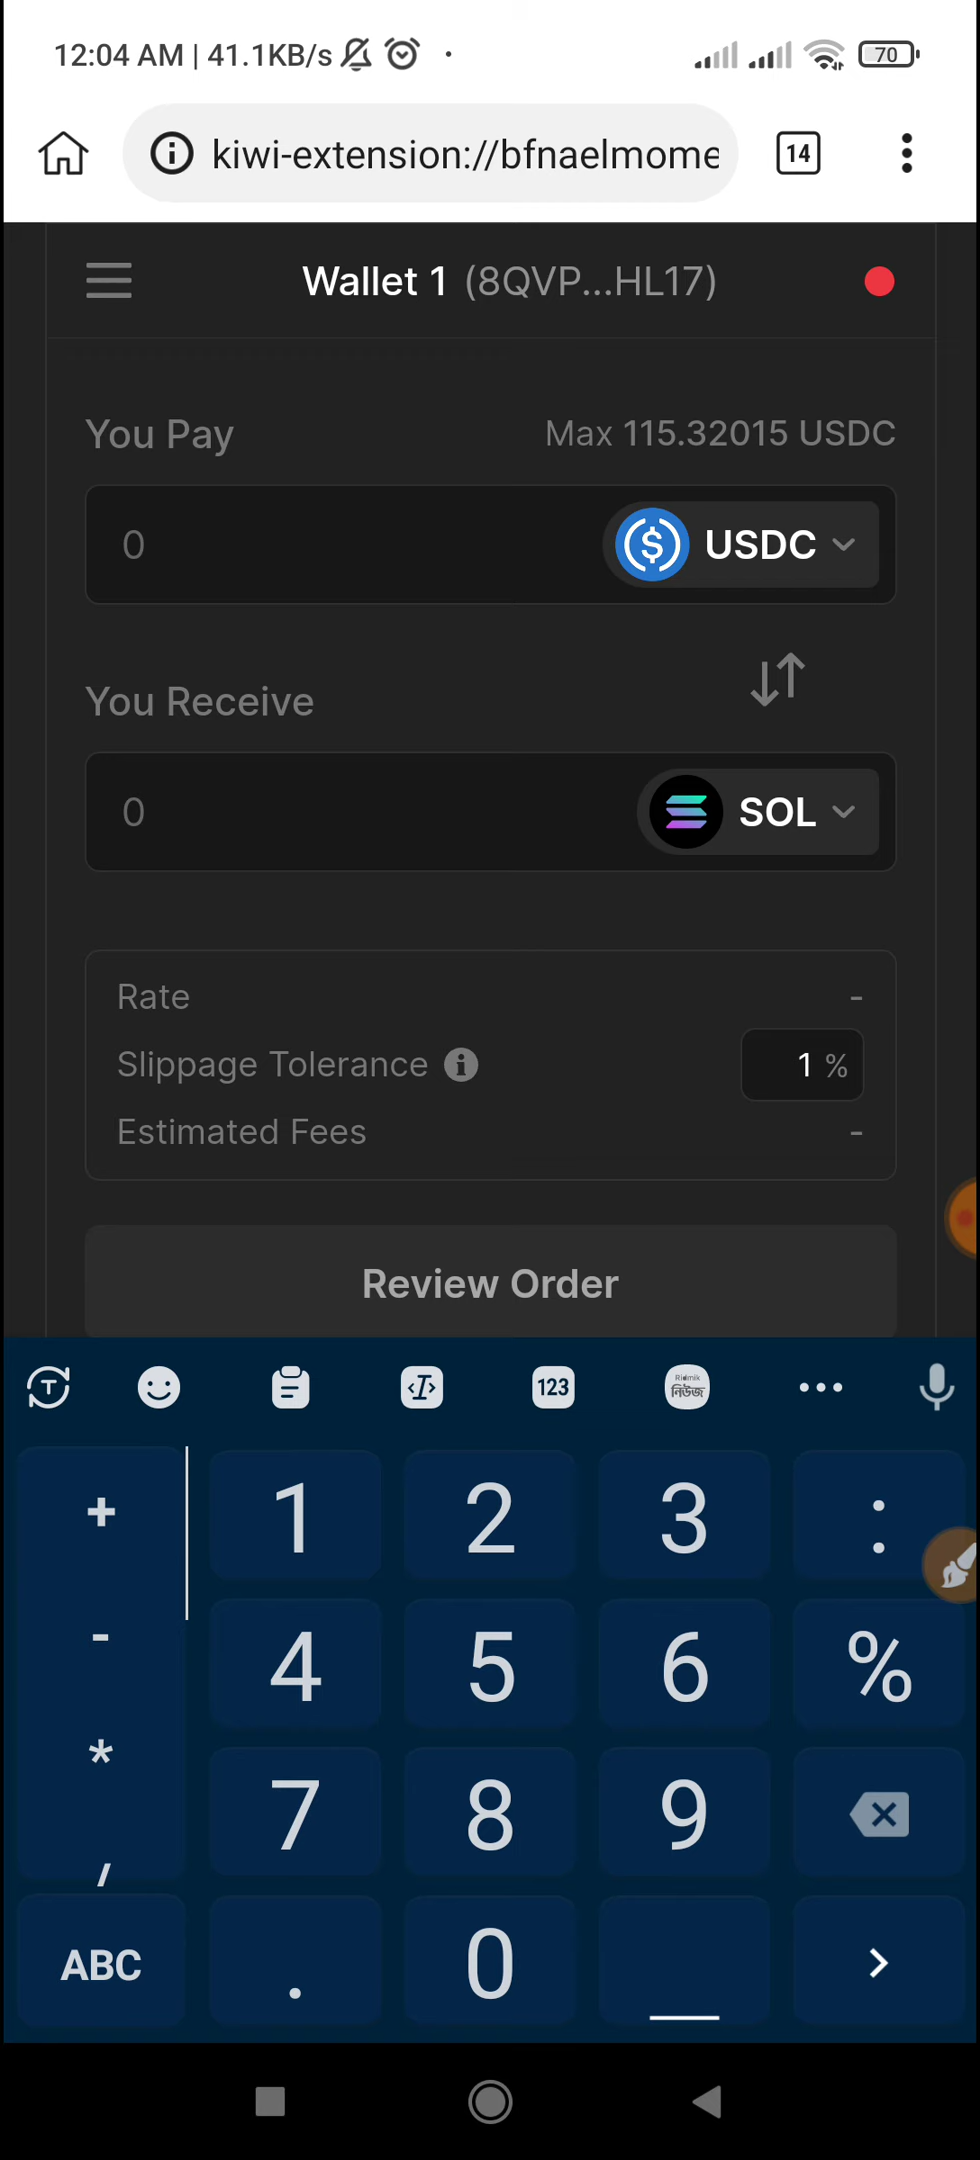 12:04 AM | 41.1KB/s
70
kiwi-extension://bfnaelmome
14
Wallet 1 (8QVP...HL17)
You Pay
Max 115.32015 USDC
0
USDC
You Receive
0
SOL
Rate -
Slippage Tolerance
1 %
Estimated Fees -
Review Order
123
Ridmik
নিউজ
+ 1 2 3 :
- 4 5 6 %
* 7 8 9
,
ABC . 0 >